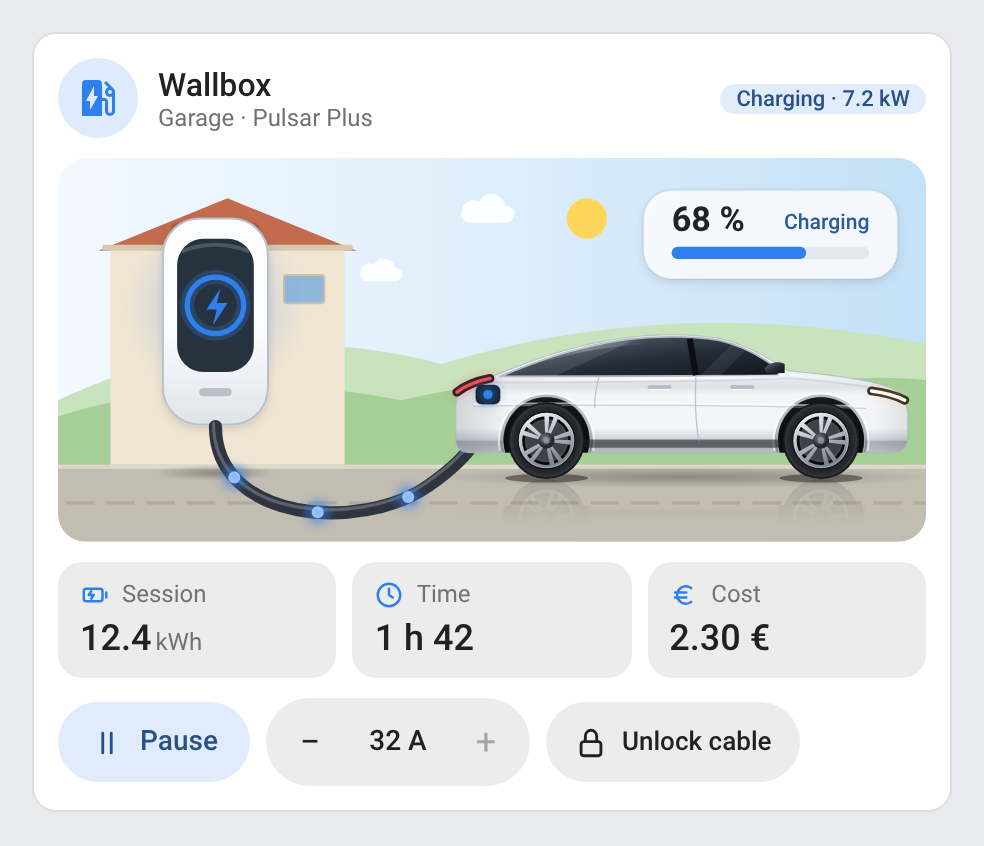 Wallbox
Garage · Pulsar Plus
Charging · 7.2 kW
68 %
Charging
Session
12.4 kWh
Time
1 h 42
Cost
2.30 €
Pause
− 32 A +
Unlock cable